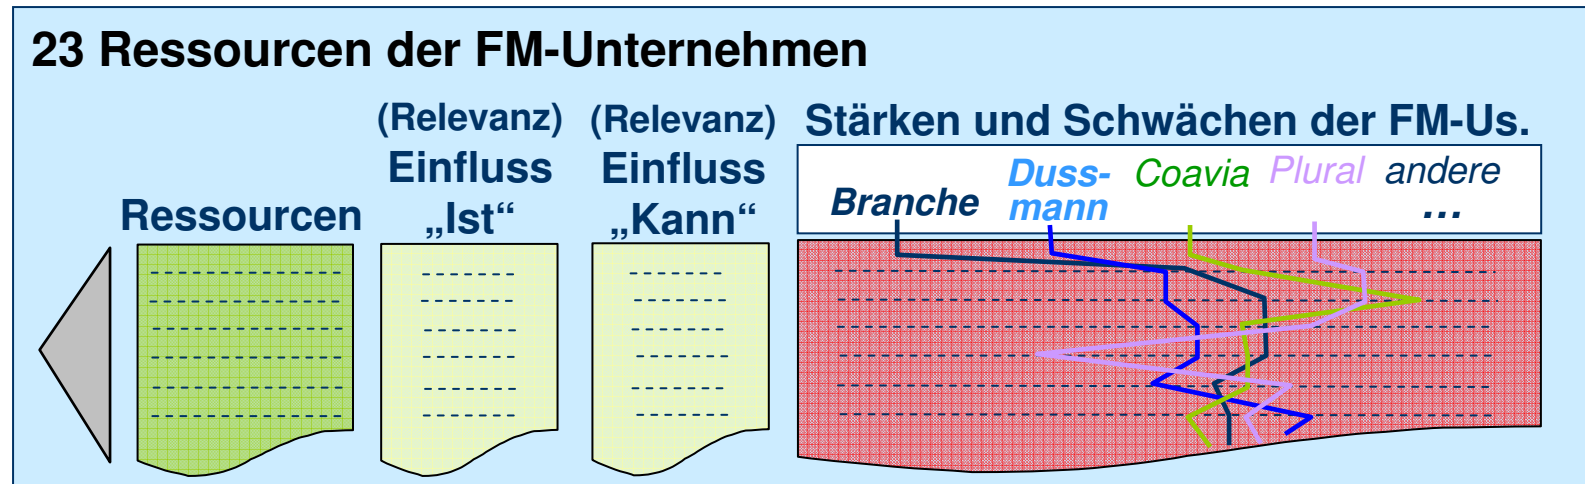 23 Ressourcen der FM-Unternehmen
(Relevanz) (Relevanz) Stärken und Schwächen der FM-Us.
Einfluss Einfluss
Ressourcen „Ist“ „Kann“
Branche Duss-
mann Coavia Plural andere
...